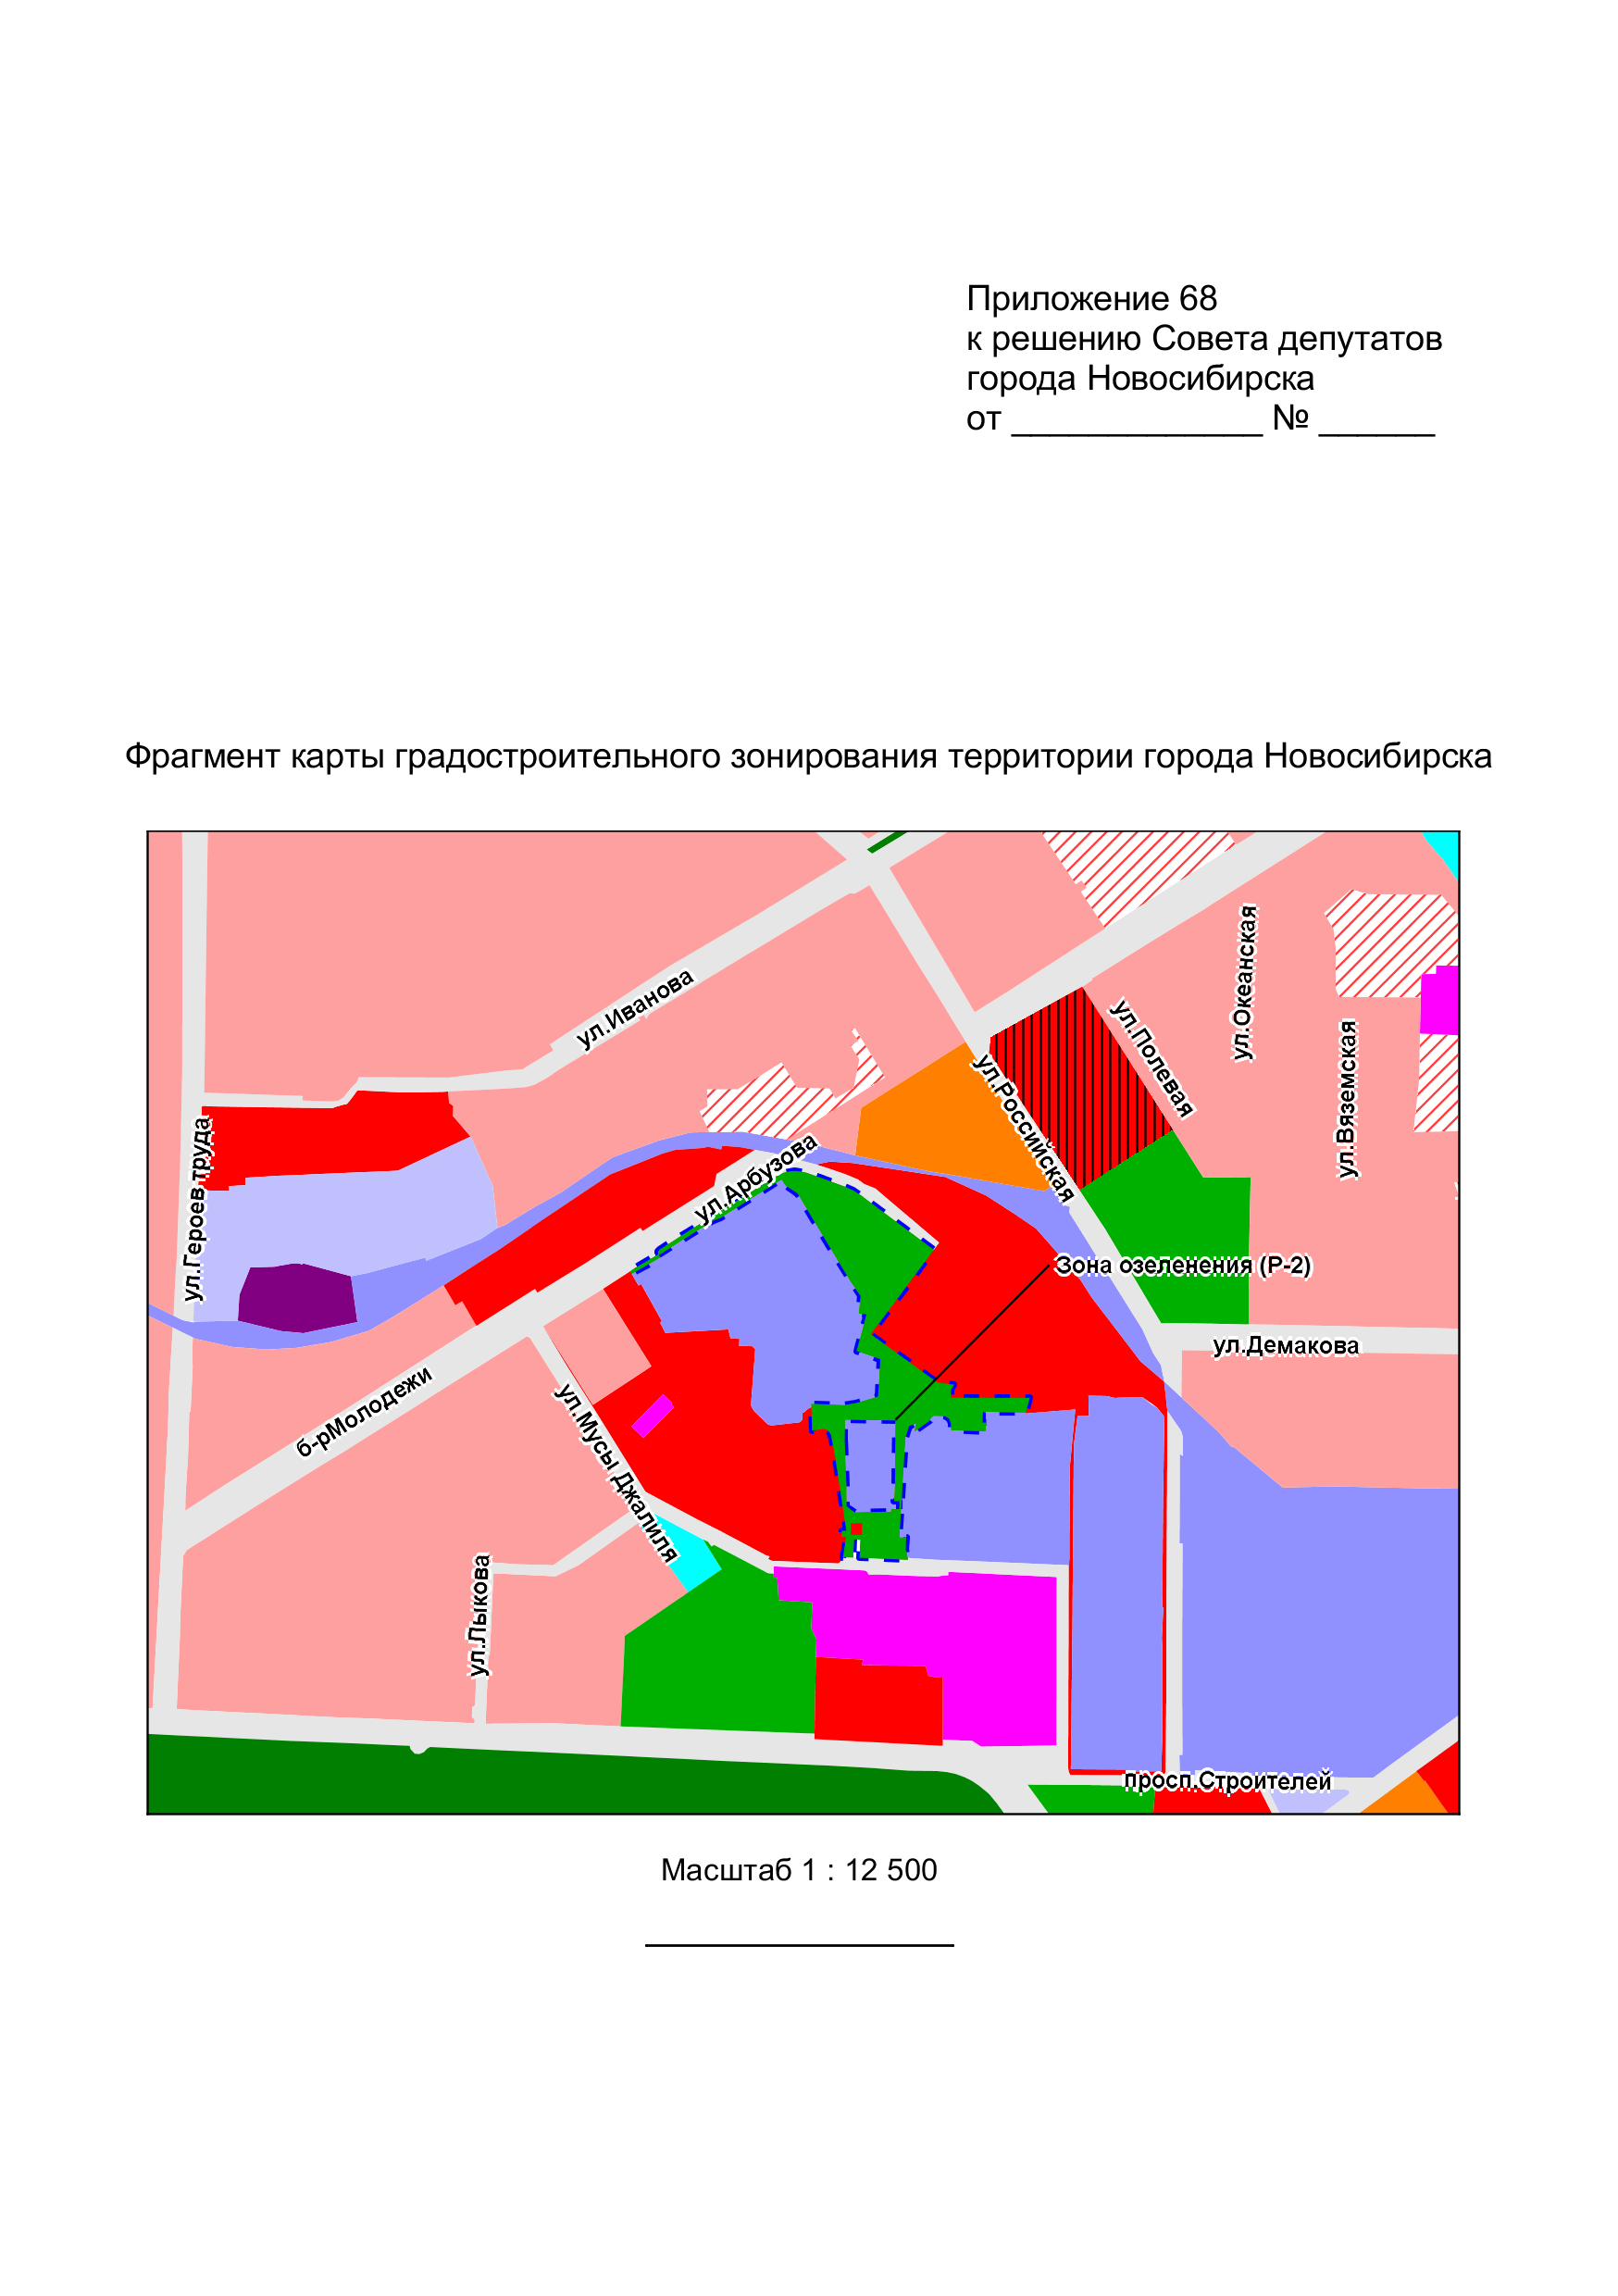 Приложение 68
к решению Совета депутатов
города Новосибирска
от _____________ № ______
Фрагмент карты градостроительного зонирования территории города Новосибирска
ул.Иванова
ул.Океанская
ул.Полевая
ул.Вяземская
ул.Российская
ул.Героев труда
ул.Арбузова
Зона озеленения (Р-2)
ул.Демакова
б-рМолодежи
ул.Мусы Джалиля
ул.Лыкова
просп.Строителей
Масштаб 1 : 12 500